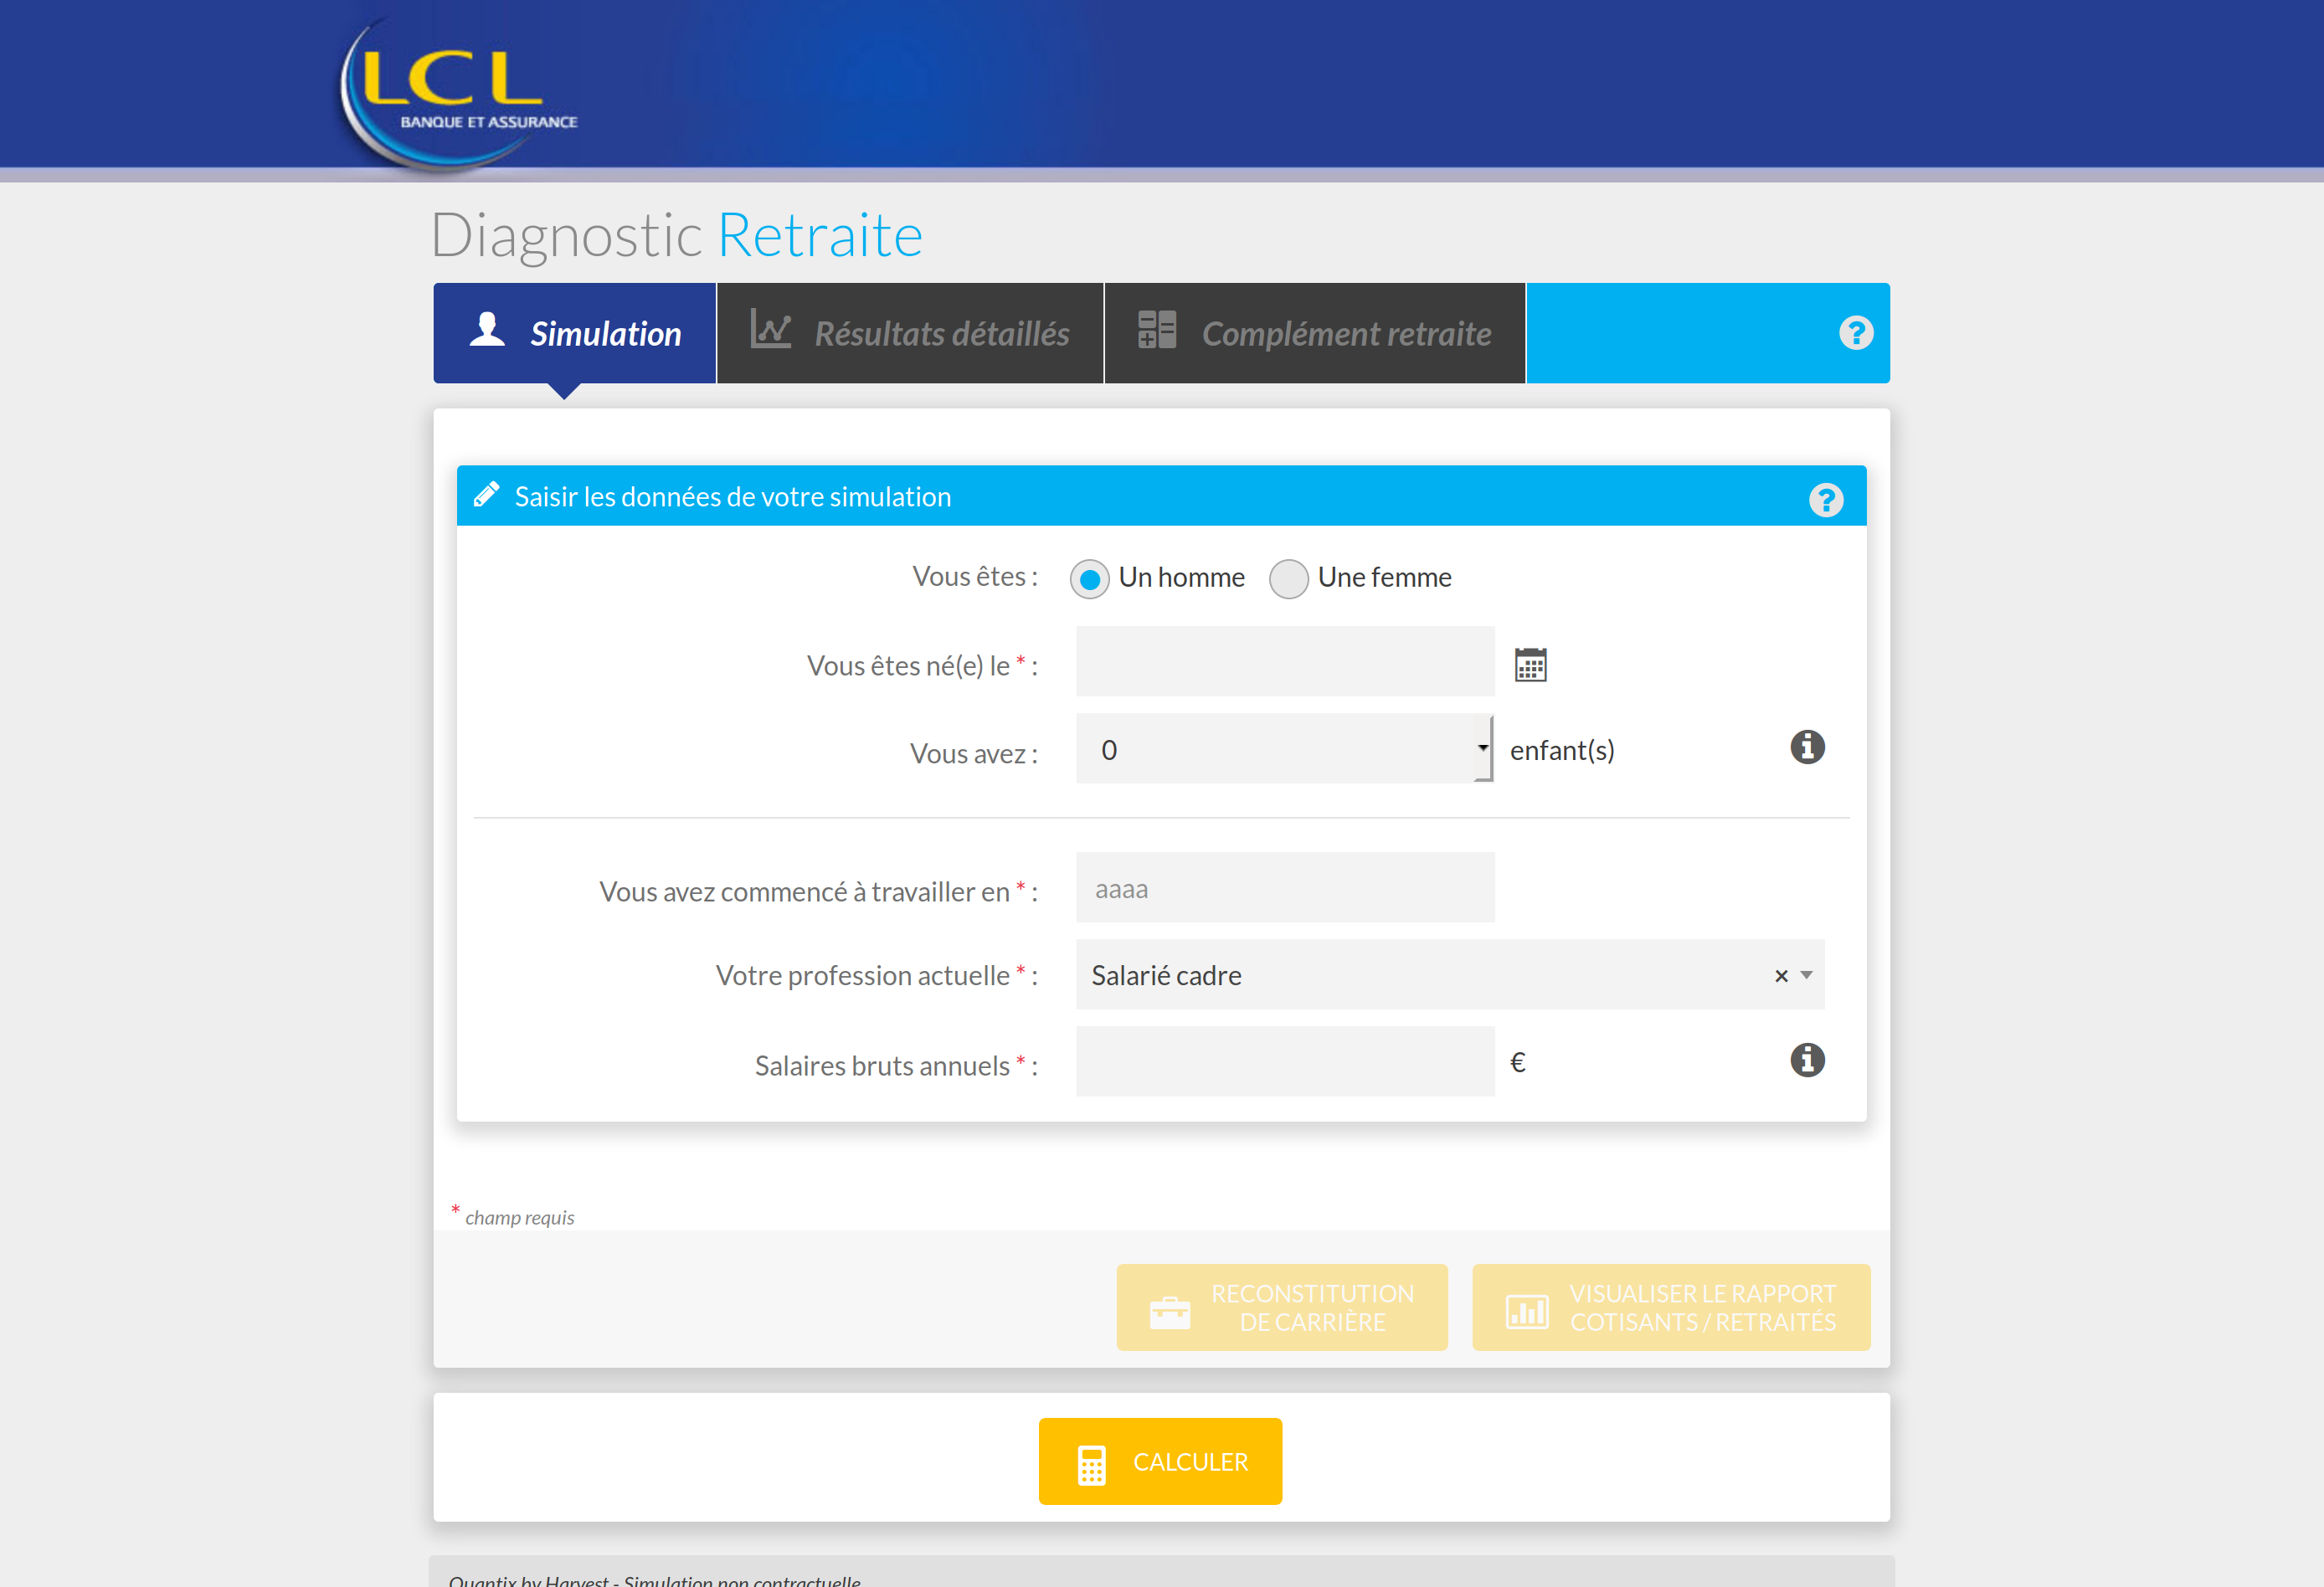 LCL
BANQUE ET ASSURANCE
Diagnostic Retraite
Simulation
Résultats détaillés
Complément retraite
Saisir les données de votre simulation
Vous êtes :
Un homme
Une femme
Vous êtes né(e) le * :
Vous avez :
0
enfant(s)
Vous avez commencé à travailler en * :
aaaa
Votre profession actuelle * :
Salarié cadre
Salaires bruts annuels * :
€
* champ requis
RECONSTITUTION
DE CARRIÈRE
VISUALISER LE RAPPORT
COTISANTS / RETRAITÉS
CALCULER
Quantix by Harvest - Simulation non contractuelle